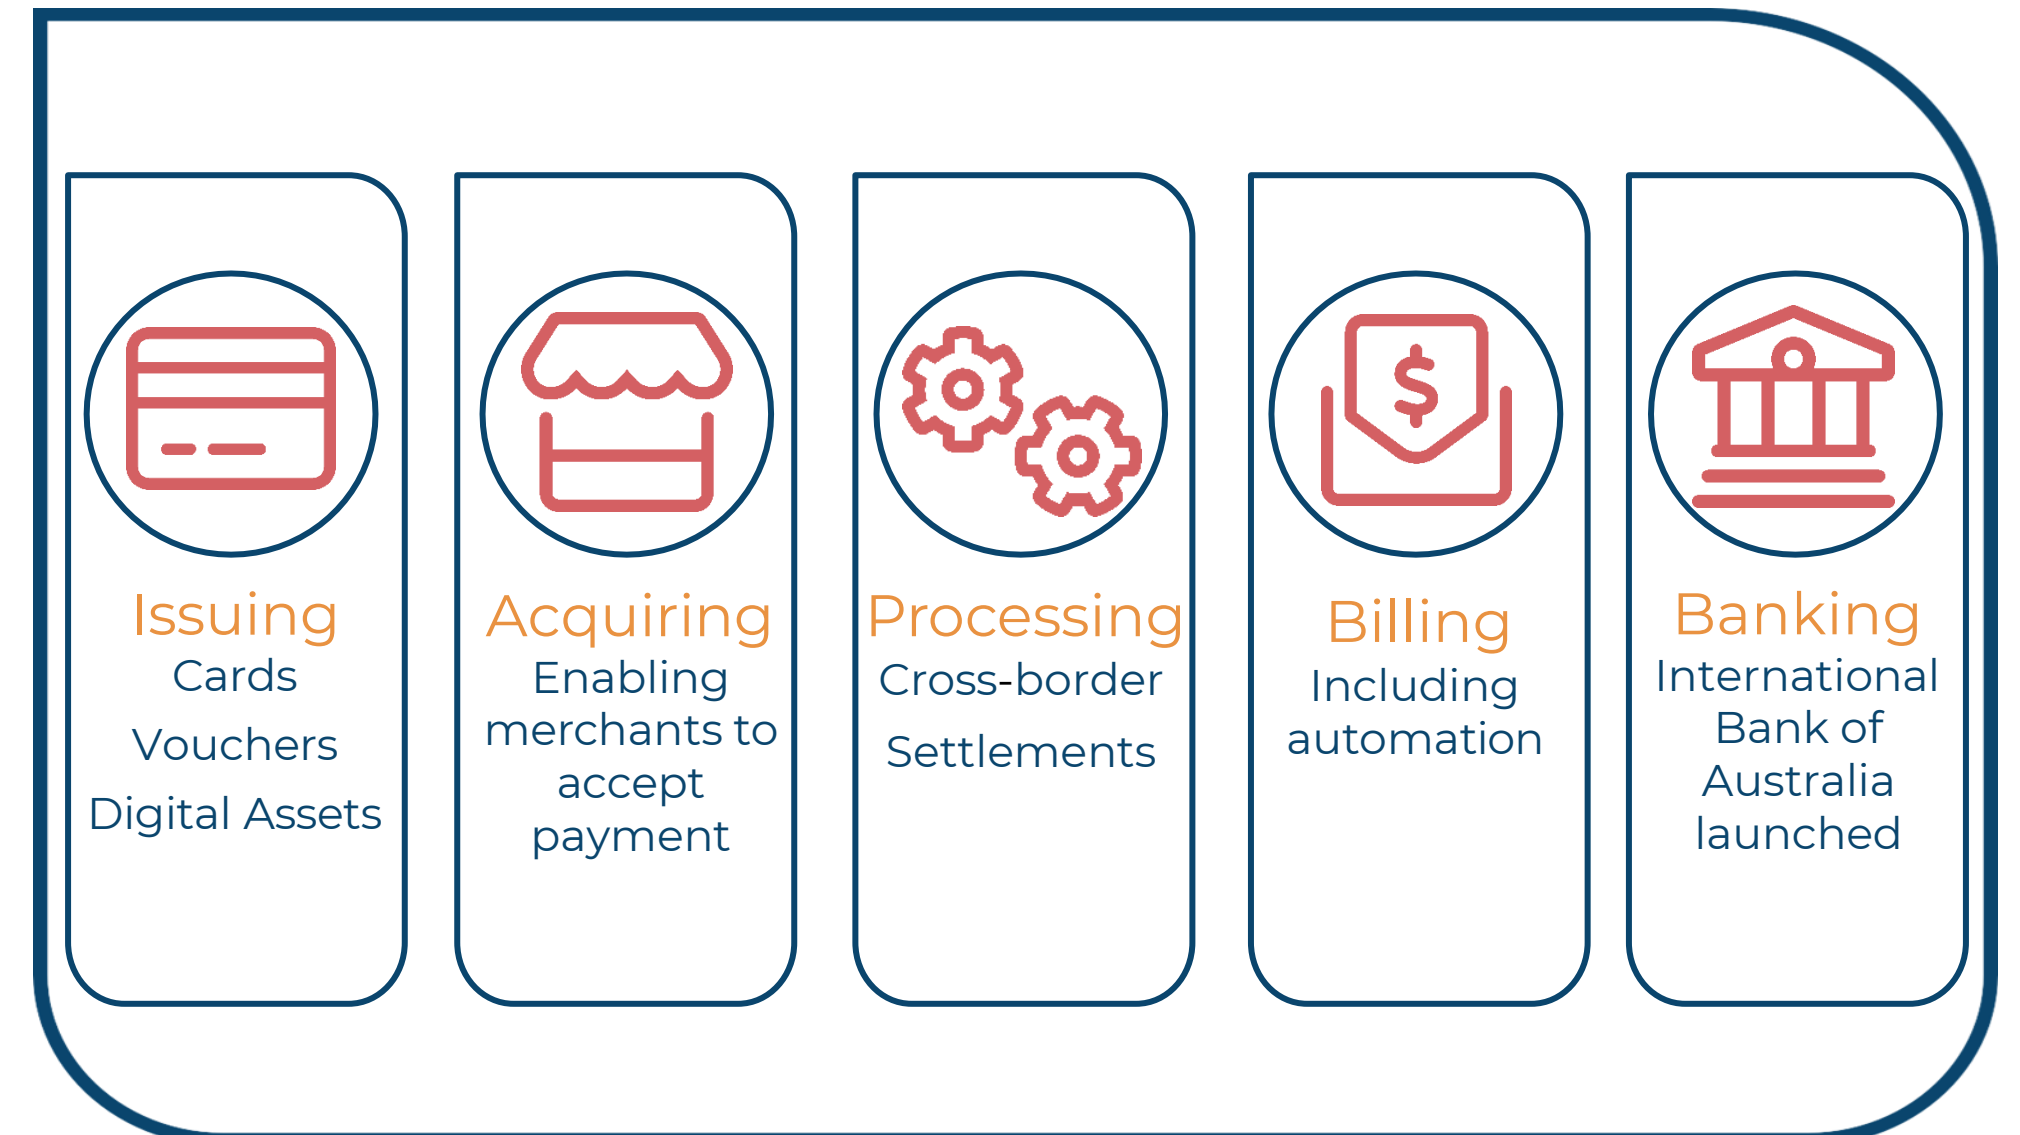 Issuing
Cards
Vouchers
Digital Assets
Acquiring
Enabling
merchants to
accept
payment
Processing
Cross-border
Settlements
Billing
Including
automation
Banking
International
Bank of
Australia
launched
$